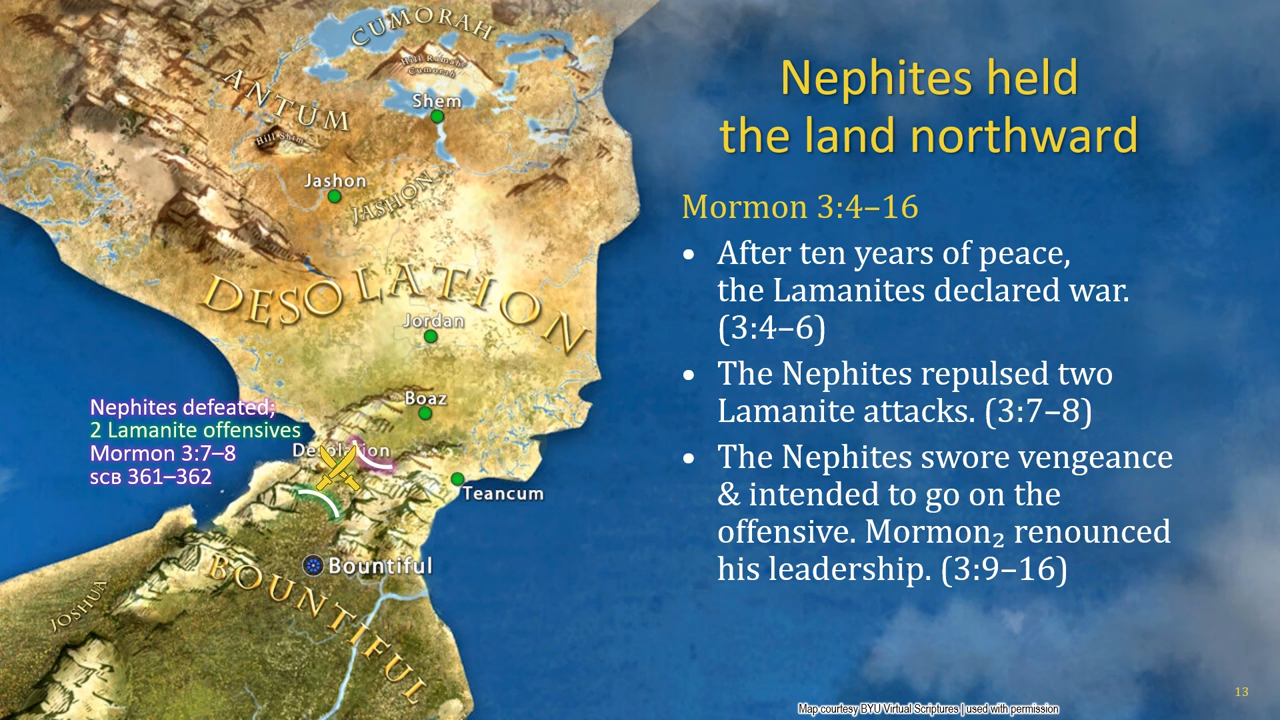 CUMORAH
Hill Ramah/
Cumorah
ANTUM
Shem
Hill Shim
Jashon
JASHON
DESOLATION
Jordan
Boaz
Nephites defeated;
2 Lamanite offensives
Mormon 3:7–8
SCB 361–362
Desolation
Teancum
Bountiful
BOUNTIFUL
JOSHUA
Nephites held
the land northward
Mormon 3:4–16
• After ten years of peace,
the Lamanites declared war.
(3:4–6)
• The Nephites repulsed two
Lamanite attacks. (3:7–8)
• The Nephites swore vengeance
& intended to go on the
offensive. Mormon₂ renounced
his leadership. (3:9–16)
13
Map courtesy BYU Virtual Scriptures | used with permission